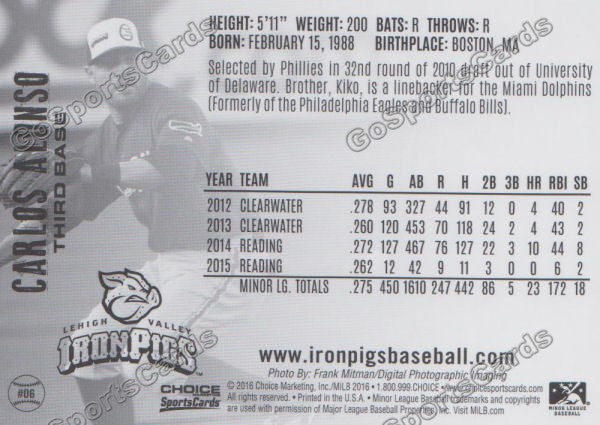 HEIGHT: 5'11" WEIGHT: 200 BATS: R THROWS: R
BORN: FEBRUARY 15, 1988 BIRTHPLACE: BOSTON, MA
Selected by Phillies in 32nd round of 2010 draft out of University
of Delaware. Brother, Kiko, is a linebacker for the Miami Dolphins
(Formerly of the Philadelphia Eagles and Buffalo Bills).
CARLOS ALONSO
THIRD BASE
YEAR TEAM AVG G AB R H 2B 3B HR RBI SB
2012 CLEARWATER .278 93 327 44 91 12 0 4 40 2
2013 CLEARWATER .260 120 453 70 118 24 2 4 43 2
2014 READING .272 127 467 76 127 22 3 10 44 8
2015 READING .262 12 42 9 11 3 0 0 6 2
MINOR LG. TOTALS .275 450 1610 247 442 86 5 23 172 18
LEHIGH VALLEY
IRONPIGS
www.ironpigsbaseball.com
Photo By: Frank Mitman/Digital Photographic Imaging
#06
CHOICE
SportsCards
© 2016 Choice Marketing, Inc./MiLB 2016 • 1.800.999.CHOICE • www.choicesportscards.com
Printed in the U.S.A. Minor League Baseball trademarks and copyrights
are used with permission of Major League Baseball Properties, Inc. Visit MiLB.com
MINOR LEAGUE
BASEBALL
GoSportsCards
GoSportsCards
GoSportsCards
GoSportsCards